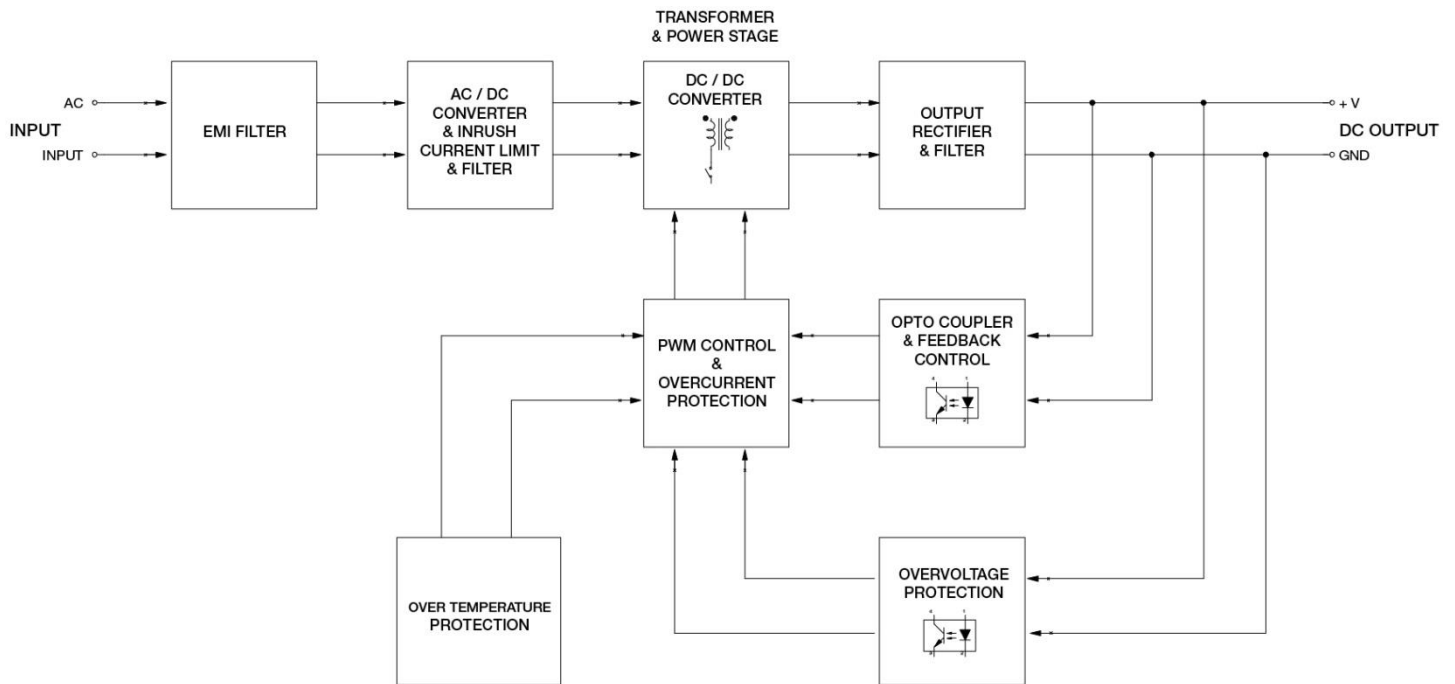 TRANSFORMER
& POWER STAGE
INPUT
AC
INPUT
EMI FILTER
AC / DC
CONVERTER
& INRUSH
CURRENT LIMIT
& FILTER
DC / DC
CONVERTER
OUTPUT
RECTIFIER
& FILTER
+ V
DC OUTPUT
GND
PWM CONTROL
&
OVERCURRENT
PROTECTION
OPTO COUPLER
& FEEDBACK
CONTROL
OVER TEMPERATURE
PROTECTION
OVERVOLTAGE
PROTECTION